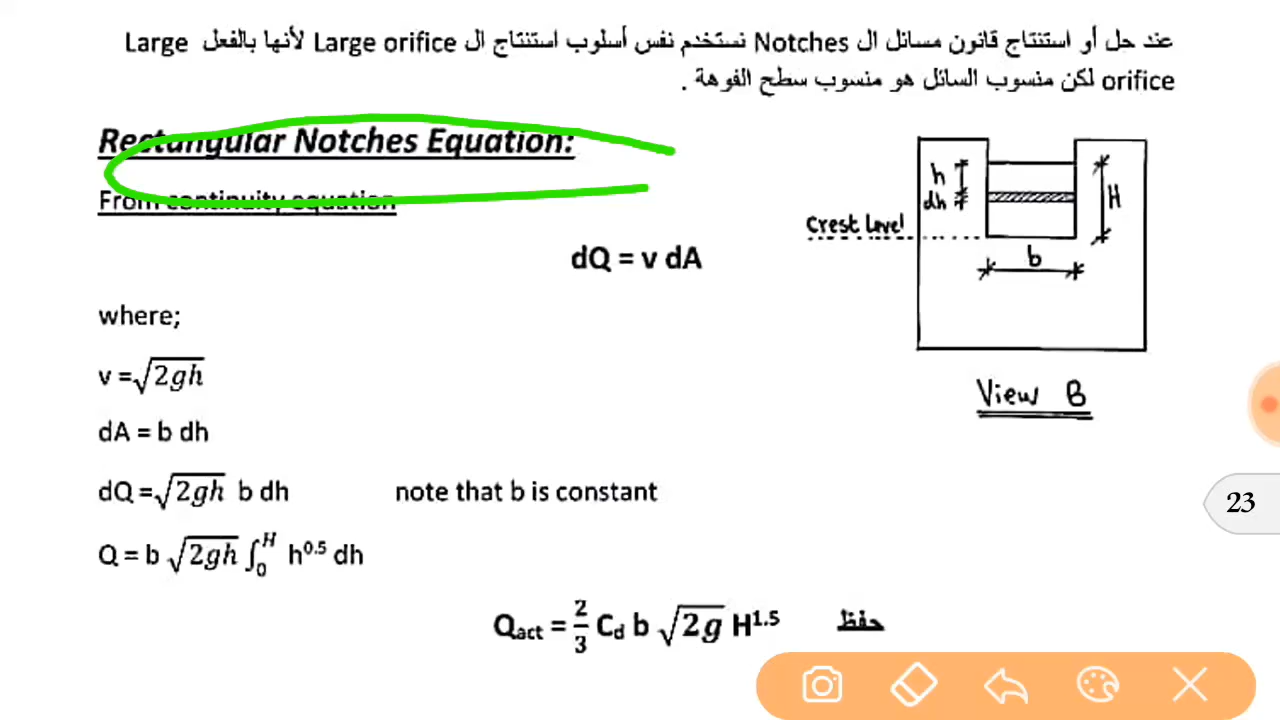 عند حل أو استنتاج قانون مسائل ال Notches نستخدم نفس أسلوب استنتاج ال Large orifice لأنها بالفعل Large
orifice لكن منسوب السائل هو منسوب سطح الفوهة .
Rectangular Notches Equation:
From continuity equation
dQ = v dA
where;
v =√2gh
dA = b dh
dQ =√2gh b dh note that b is constant
Q = b √2gh ∫₀ᴴ h^0.5 dh
Qact = 2/3 Cd b √2g H^1.5 حفظ
h
dh
H
Crest Level
b
View B
23